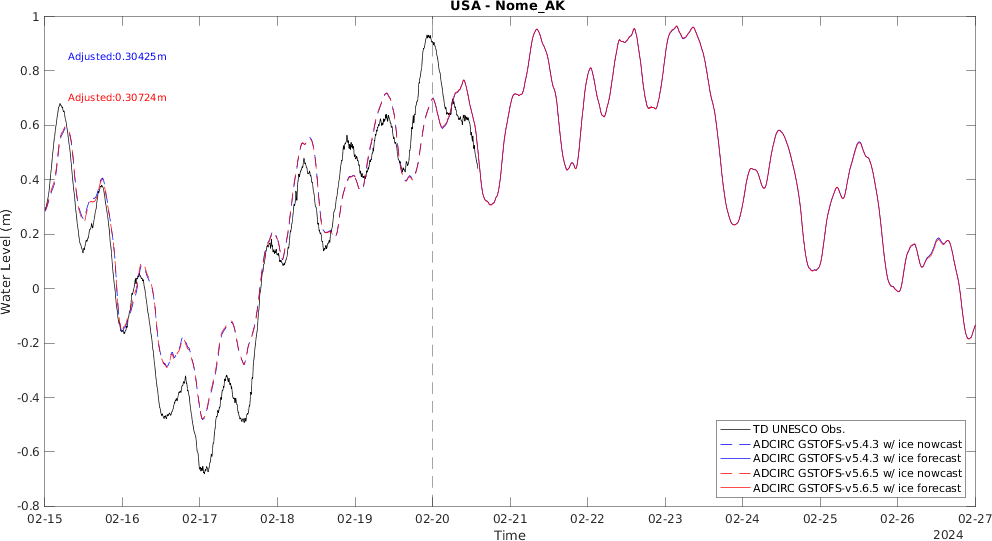 USA - Nome_AK
Adjusted:0.30425m
Adjusted:0.30724m
Water Level (m)
1
0.8
0.6
0.4
0.2
0
-0.2
-0.4
-0.6
-0.8
TD UNESCO Obs.
ADCIRC GSTOFS-v5.4.3 w/ ice nowcast
ADCIRC GSTOFS-v5.4.3 w/ ice forecast
ADCIRC GSTOFS-v5.6.5 w/ ice nowcast
ADCIRC GSTOFS-v5.6.5 w/ ice forecast
02-15 02-16 02-17 02-18 02-19 02-20 02-21 02-22 02-23 02-24 02-25 02-26 02-27
Time
2024